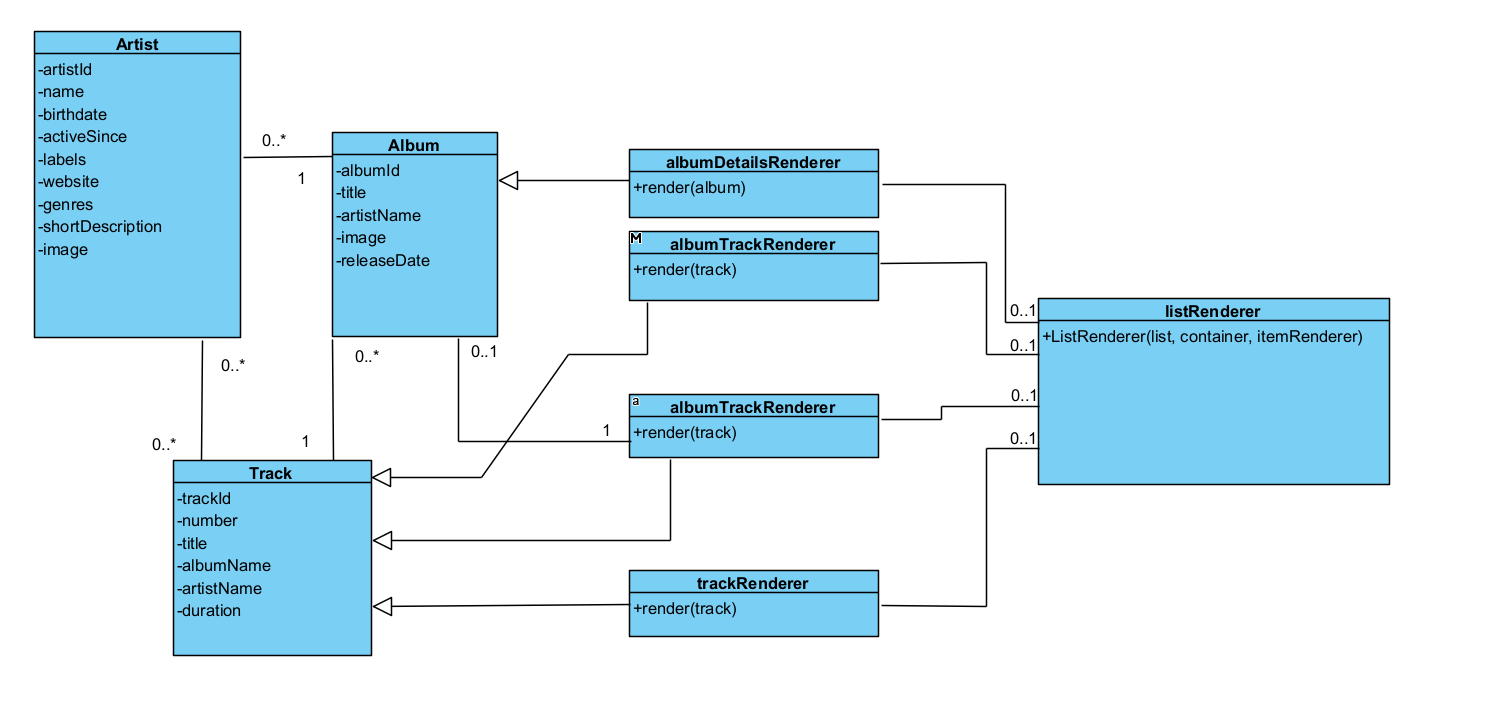 Artist
-artistId
-name
-birthdate
-activeSince
-labels
-website
-genres
-shortDescription
-image
0..*
1
Album
-albumId
-title
-artistName
-image
-releaseDate
albumDetailsRenderer
+render(album)
M
albumTrackRenderer
+render(track)
0..1
0..1
0..1
0..1
listRenderer
+ListRenderer(list, container, itemRenderer)
0..*
0..*
0..*
1
0..1
1
a
albumTrackRenderer
+render(track)
Track
-trackId
-number
-title
-albumName
-artistName
-duration
trackRenderer
+render(track)